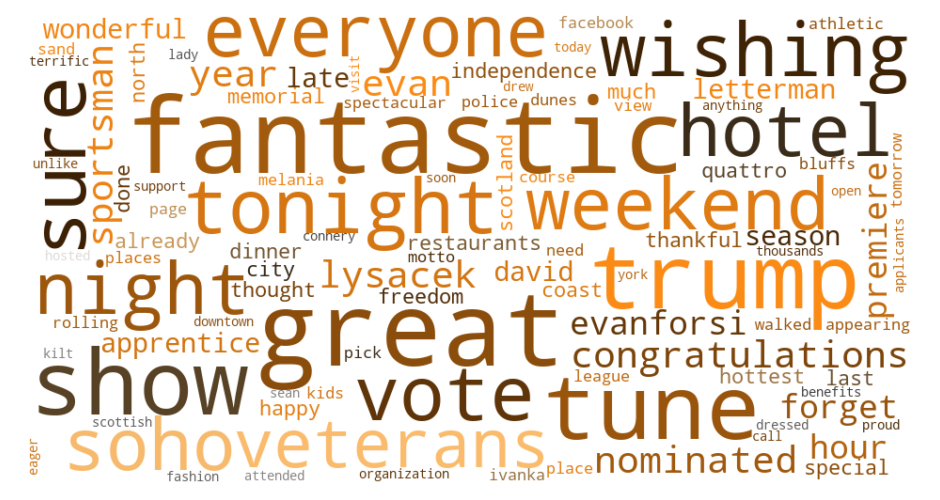 everyone
wishing
wonderful
facebook
athletic
sand
terrific
lady
today
north
year
late
evan
independence
visit
drew
much
letterman
memorial
spectacular
police
dunes
view
anything
sure
sportsman
fantastic
hotel
unlike
done
support
melania
soon
scotland
course
quattro
bluffs
premiere
tomorrow
applicants
open
page
tonight
weekend
already
connery
restaurants
need
thankful
season
hosted
places
dinner
motto
thousands
city
night
thought
lysacek
david
coast
york
trump
freedom
rolling
downtown
great
evanforsi
walked
appearing
apprentice
kilt
pick
congratulations
show
vote
league
hottest
last
sean
kids
benefits
happy
tune
forget
scottish
dressed
proud
call
sohoveterans
hour
eager
fashion
attended
organization
ivanka
place
nominated
special